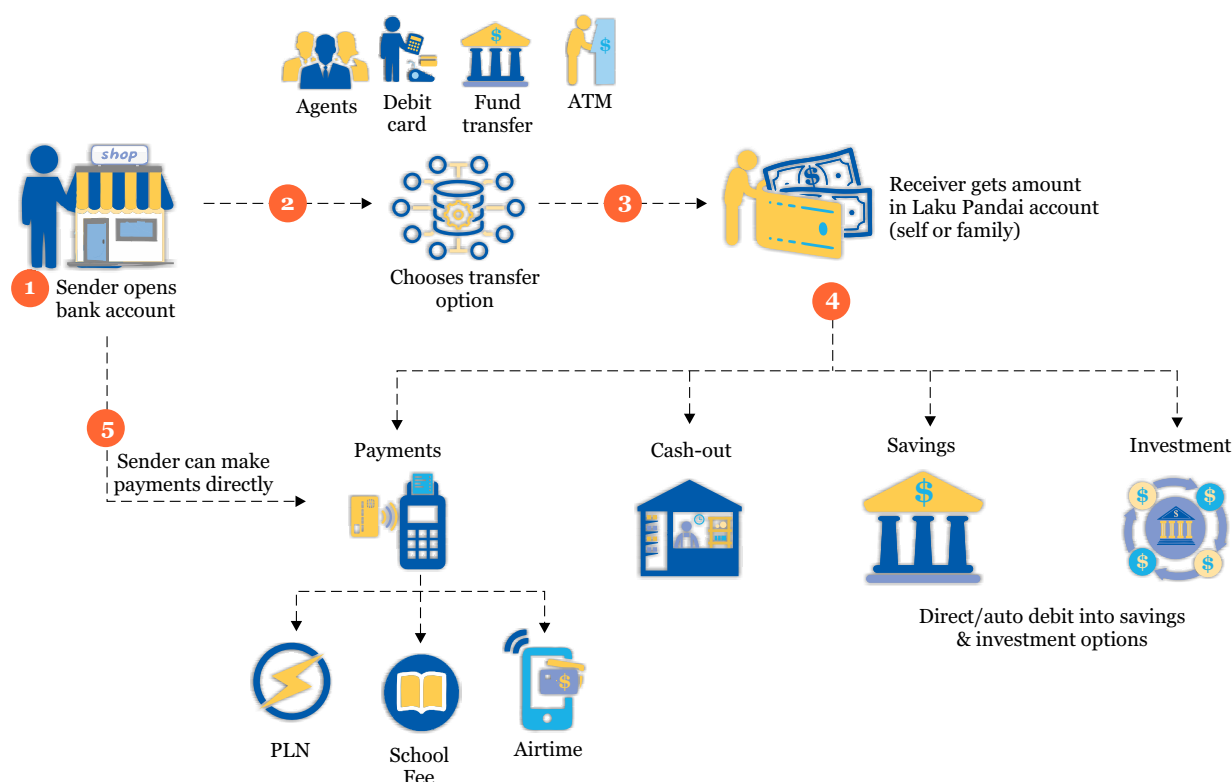 Agents
Debit
card
Fund
transfer
ATM
shop
1
Sender opens
bank account
2
Chooses transfer
option
3
Receiver gets amount
in Laku Pandai account
(self or family)
4
5
Sender can make
payments directly
Payments
Cash-out
Savings
Investment
Direct/auto debit into savings
& investment options
PLN
School
Fee
Airtime